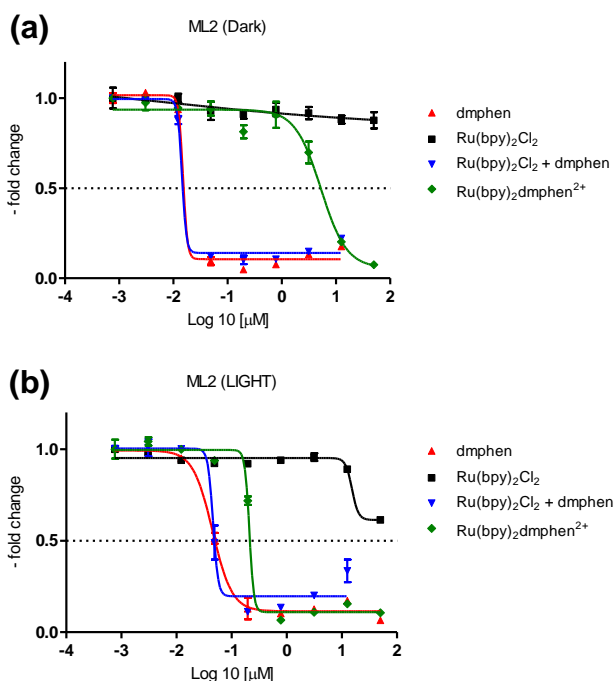 (a)
ML2 (Dark)
- fold change
1.0
0.5
0.0
-4 -3 -2 -1 0 1 2
Log 10 [µM]
dmphen
Ru(bpy)₂Cl₂
Ru(bpy)₂Cl₂ + dmphen
Ru(bpy)₂dmphen²⁺
(b)
ML2 (LIGHT)
- fold change
1.0
0.5
0.0
-4 -3 -2 -1 0 1 2
Log 10 [µM]
dmphen
Ru(bpy)₂Cl₂
Ru(bpy)₂Cl₂ + dmphen
Ru(bpy)₂dmphen²⁺